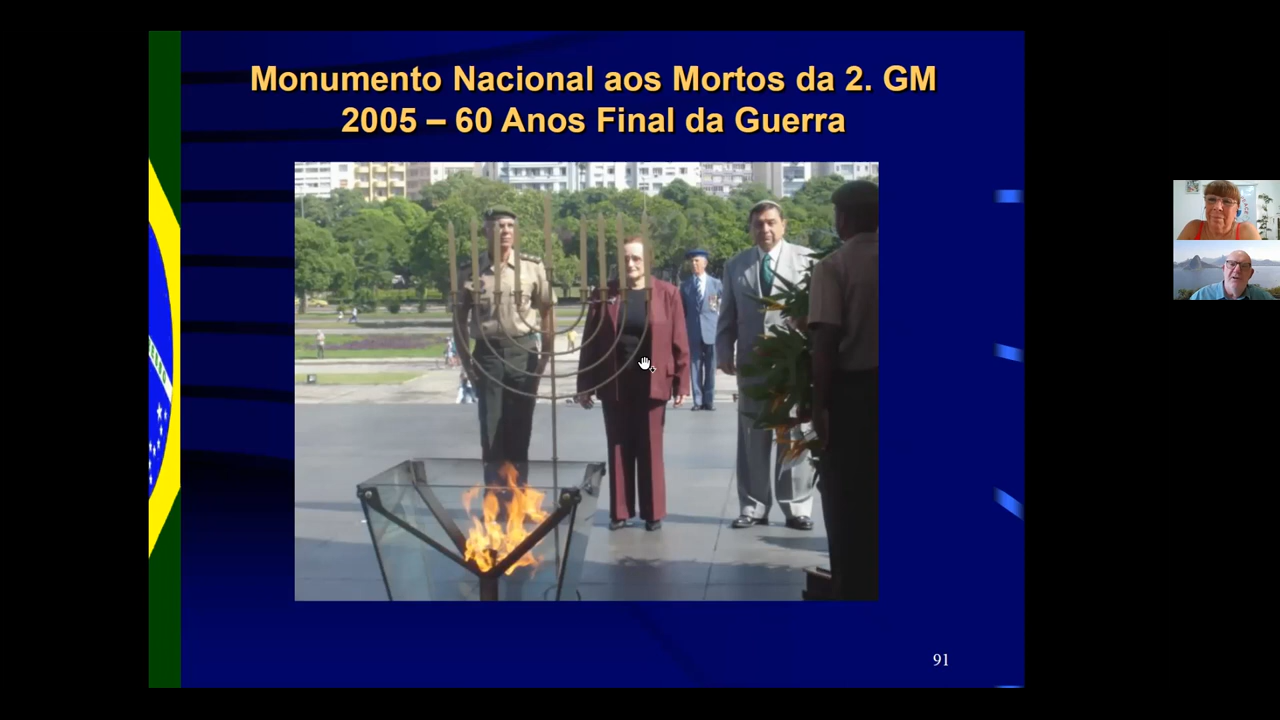 Monumento Nacional aos Mortos da 2. GM
2005 – 60 Anos Final da Guerra
91